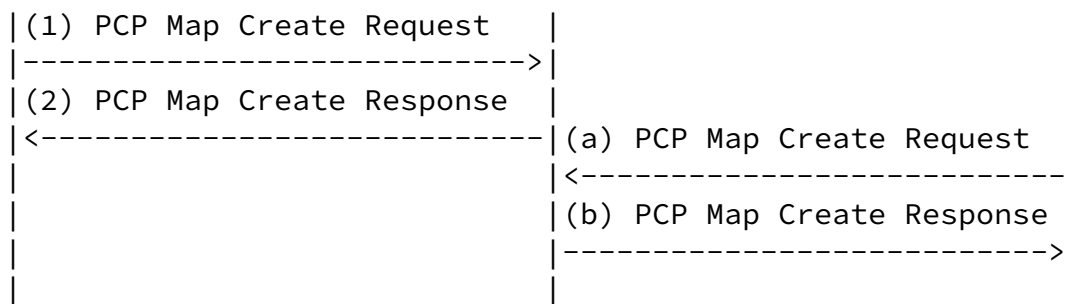 |(1) PCP Map Create Request   |
|---------------------------->|
|(2) PCP Map Create Response  |
|<----------------------------|(a) PCP Map Create Request
|                             |<---------------------------
|                             |(b) PCP Map Create Response
|                             |--------------------------->
|                             |